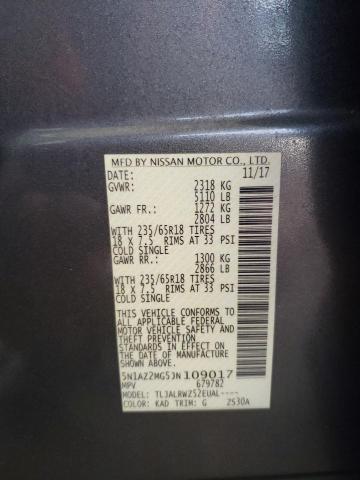 MFD BY NISSAN MOTOR CO., LTD.
DATE: 11/17
GVWR: 2318 KG
5110 LB
GAWR FR.: 1272 KG
2804 LB
WITH 235/65R18 TIRES
18 X 7.5 RIMS AT 33 PSI
COLD SINGLE
GAWR RR.: 1300 KG
2866 LB
WITH 235/65R18 TIRES
18 X 7.5 RIMS AT 33 PSI
COLD SINGLE
THIS VEHICLE CONFORMS TO
ALL APPLICABLE FEDERAL
MOTOR VEHICLE SAFETY AND
THEFT PREVENTION
STANDARDS IN EFFECT ON
THE DATE OF MANUFACTURE
SHOWN ABOVE.
5N1AZ2MG5JN109017
MPV 679782
MODEL: TLJALRWZ52EUAL----
COLOR: KAD TRIM: G ZS30A